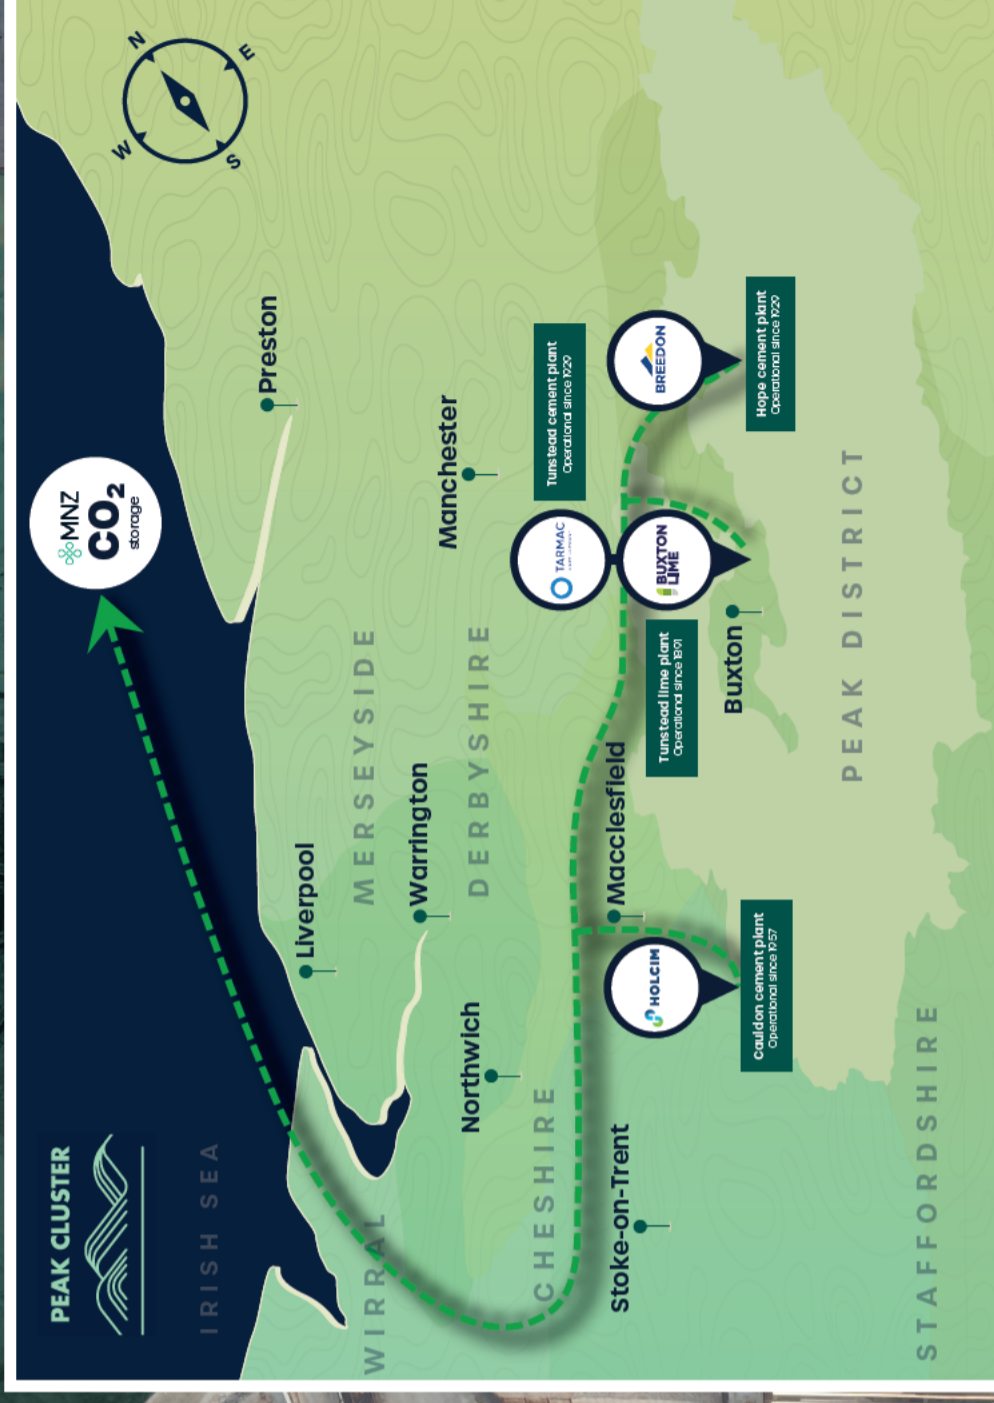 PEAK CLUSTER
IRISH SEA
MNZ
CO2
storage
N
E
S
W
Preston
Liverpool
MERSEYSIDE
WIRRAL
Warrington
Manchester
DERBYSHIRE
Northwich
CHESHIRE
Tunstead cement plant
Operational since 1929
TARMAC
BUXTON
LIME
BREEDON
Tunstead lime plant
Operational since 1891
Macclesfield
HOLCIM
Stoke-on-Trent
Buxton
Hope cement plant
Operational since 1929
Cauldon cement plant
Operational since 1957
PEAK DISTRICT
STAFFORDSHIRE